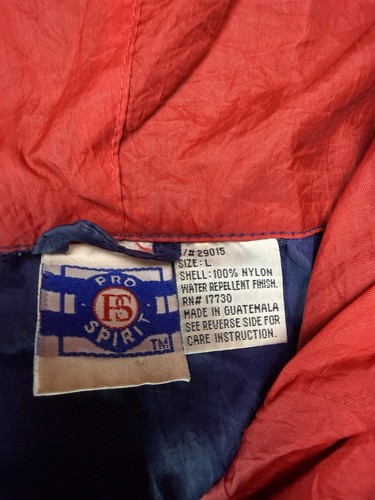 PRO
PS
SPIRIT
TM
/# 29015
SIZE: L
SHELL: 100% NYLON
WATER REPELLENT FINISH.
RN# 17730
MADE IN GUATEMALA
SEE REVERSE SIDE FOR
CARE INSTRUCTION.